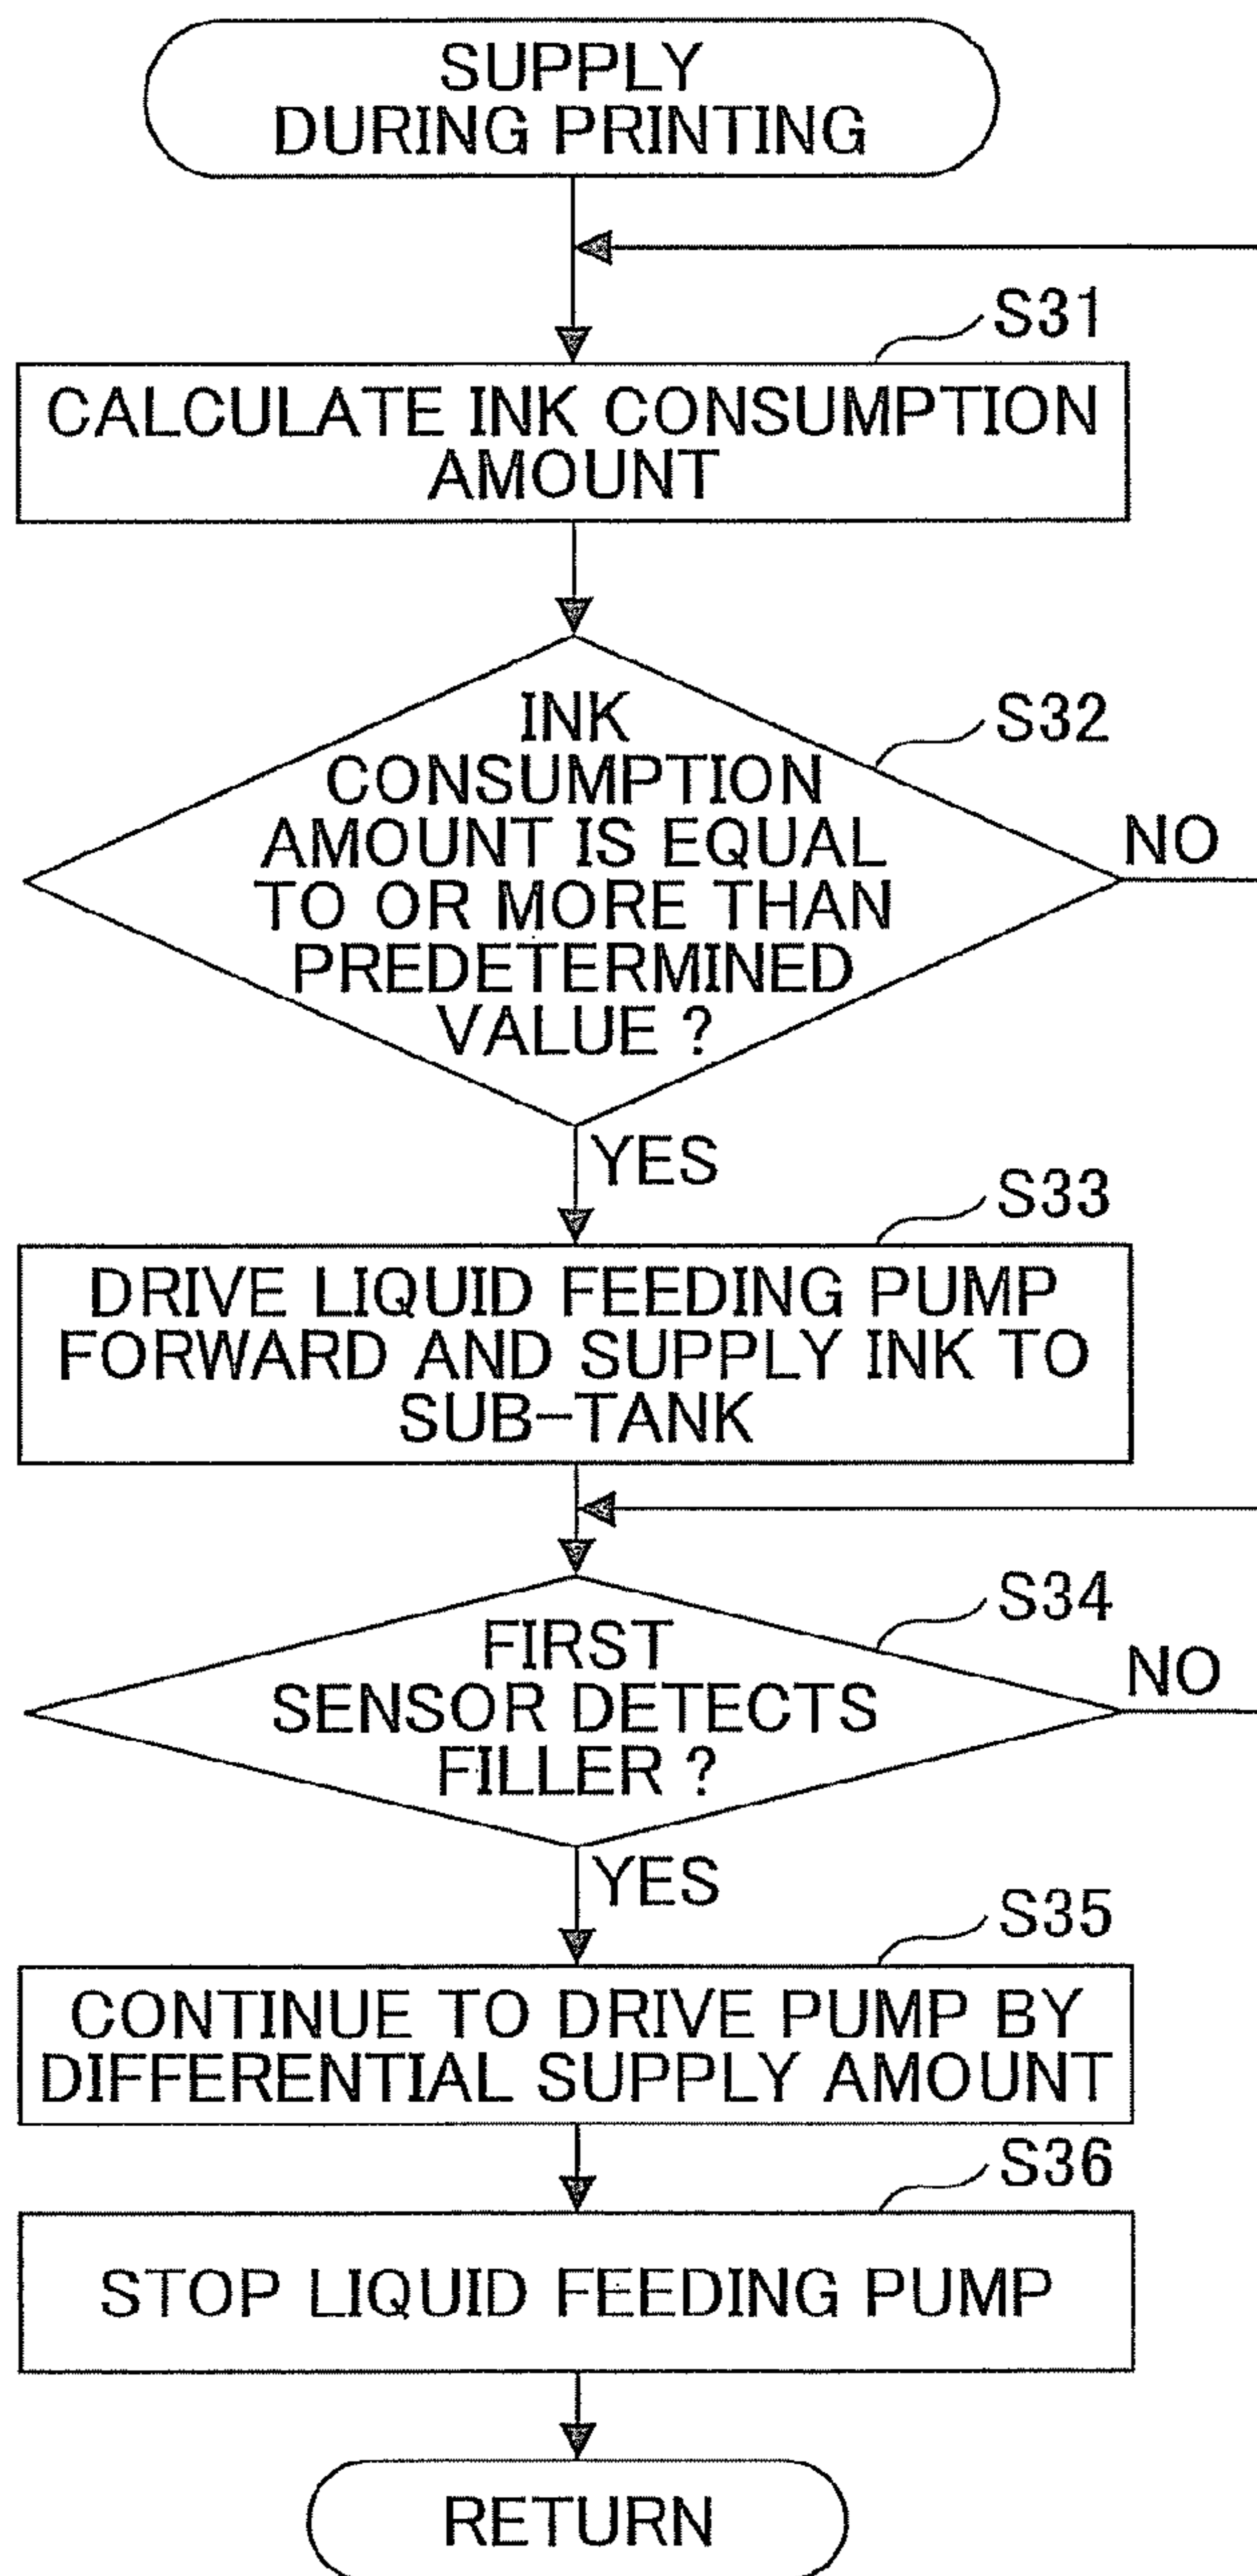 SUPPLY
DURING PRINTING
S31
CALCULATE INK CONSUMPTION
AMOUNT
S32
INK
CONSUMPTION
AMOUNT IS EQUAL
TO OR MORE THAN
PREDETERMINED
VALUE ?
NO
YES
S33
DRIVE LIQUID FEEDING PUMP
FORWARD AND SUPPLY INK TO
SUB-TANK
S34
FIRST
SENSOR DETECTS
FILLER ?
NO
YES
S35
CONTINUE TO DRIVE PUMP BY
DIFFERENTIAL SUPPLY AMOUNT
S36
STOP LIQUID FEEDING PUMP
RETURN